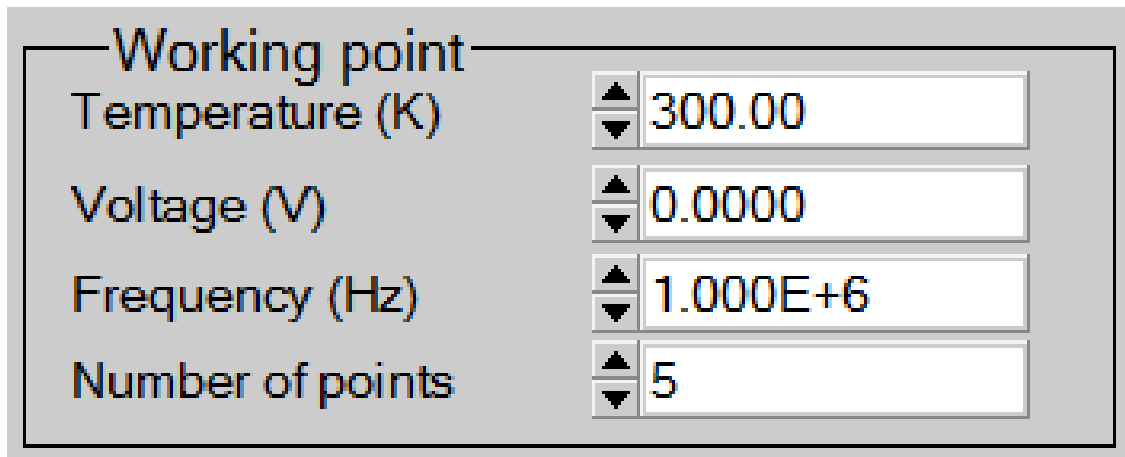 Working point
Temperature (K) 300.00
Voltage (V) 0.0000
Frequency (Hz) 1.000E+6
Number of points 5